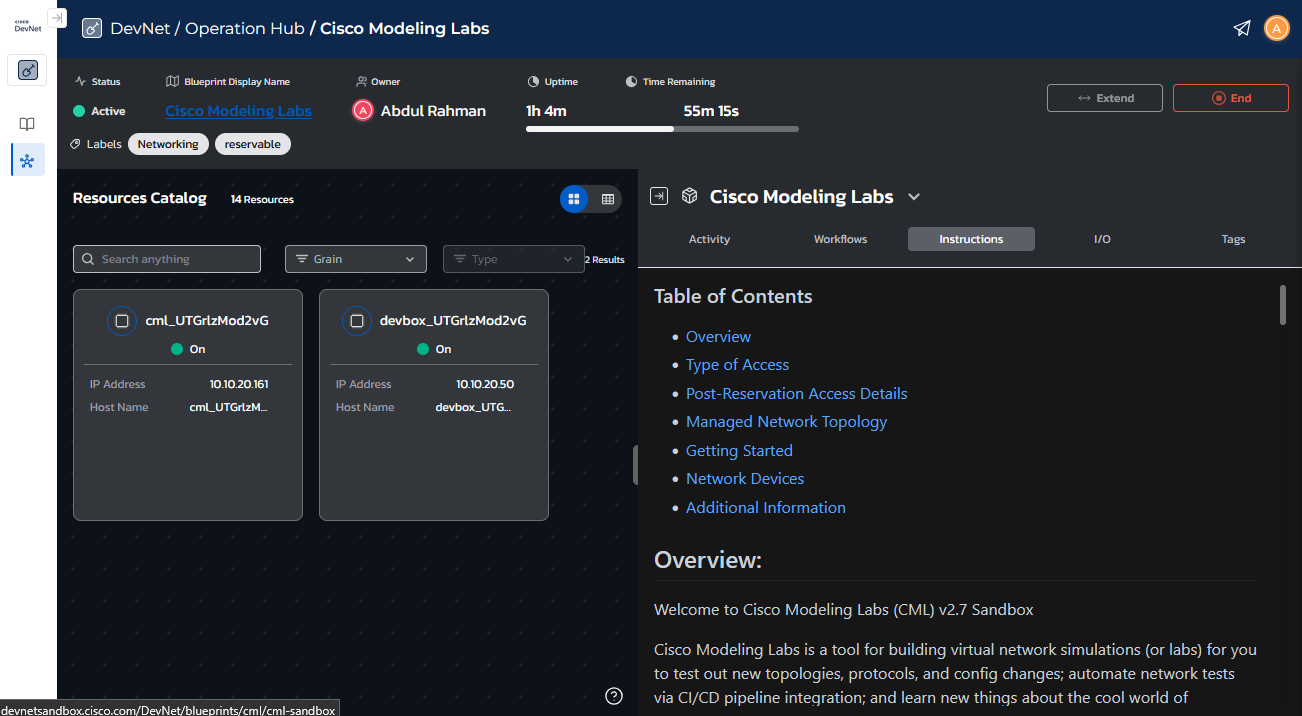 CISCO
DevNet
DevNet / Operation Hub / Cisco Modeling Labs
A
Status
Blueprint Display Name
Owner
Uptime
Time Remaining
Active
Cisco Modeling Labs
A
Abdul Rahman
1h 4m
55m 15s
Extend
End
Labels
Networking
reservable
Resources Catalog
14 Resources
Search anything
Grain
Type
2 Results
cml_UTGrlzMod2vG
On
IP Address 10.10.20.161
Host Name cml_UTGrlzM...
devbox_UTGrlzMod2vG
On
IP Address 10.10.20.50
Host Name devbox_UTG...
Cisco Modeling Labs
Activity
Workflows
Instructions
I/O
Tags
Table of Contents
• Overview
• Type of Access
• Post-Reservation Access Details
• Managed Network Topology
• Getting Started
• Network Devices
• Additional Information
Overview:
Welcome to Cisco Modeling Labs (CML) v2.7 Sandbox
Cisco Modeling Labs is a tool for building virtual network simulations (or labs) for you
to test out new topologies, protocols, and config changes; automate network tests
via CI/CD pipeline integration; and learn new things about the cool world of
devnetsandbox.cisco.com/DevNet/blueprints/cml/cml-sandbox